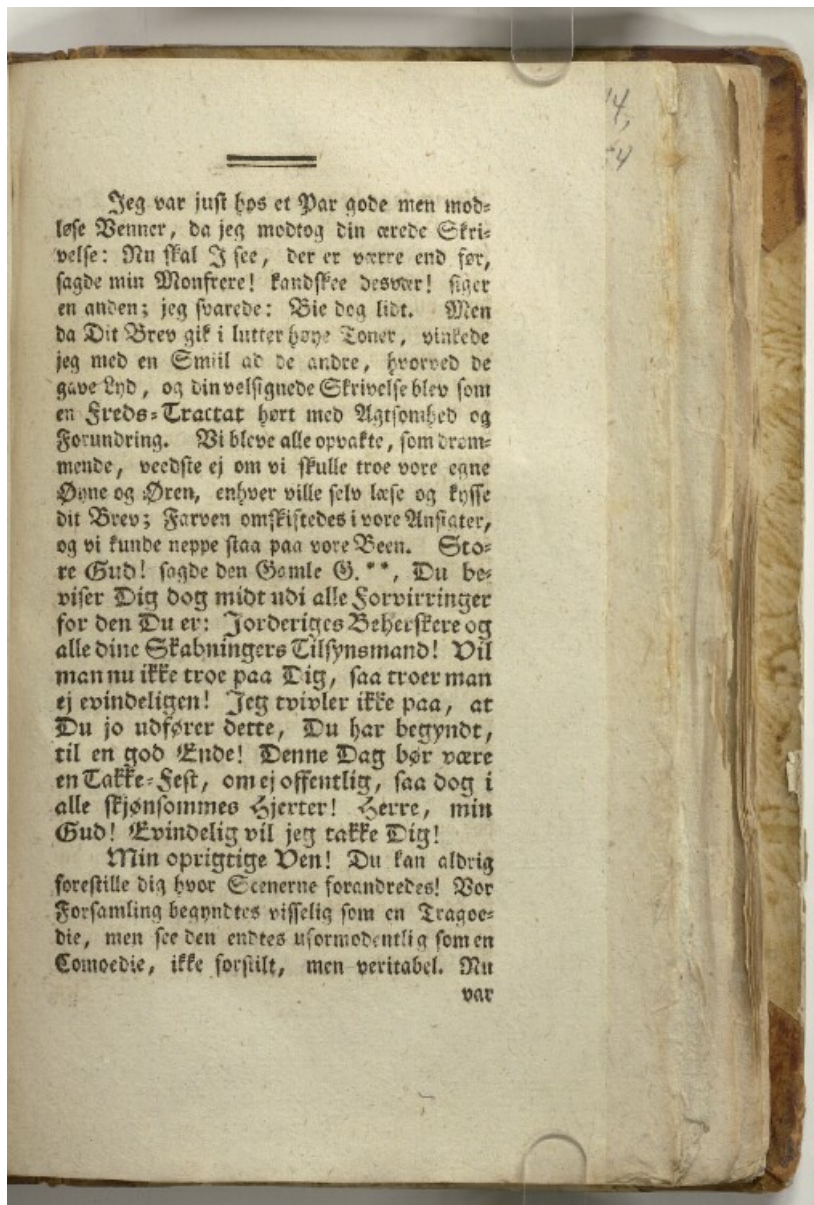 14,
54
Jeg var just hos et Par gode men mod-
løse Venner, da jeg modtog din ærede Skri-
velse: Nu skal I see, der er værre end før,
sagde min Monfrere! kandskee desvær! siger
en anden; jeg svarede: Bie dog lidt. Men
da Dit Brev gik i lutter høye Toner, vinkede
jeg med en Smiil ad de andre, hvorved de
gave Lyd, og din velsignede Skrivelse blev som
en Freds-Tractat hørt med Agtsomhed og
Forundring. Vi bleve alle opvakte, som drøm-
mende, veedste ej om vi skulle troe vore egne
Øyne og Øren, enhver ville selv læse og kysse
dit Brev; Farven omskiftedes i vore Ansigter,
og vi kunde neppe staa paa vore Been. Sto-
re Gud! sagde den Gamle G.**, Du be-
viser Dig dog midt udi alle Forvirringer
for den Du er: Jorderiges Beherskere og
alle dine Skabningers Tilsynsmand! Vil
man nu ikke troe paa Dig, saa troer man
ej evindeligen! Jeg tvivler ikke paa, at
Du jo udfører dette, Du har begyndt,
til en god Ende! Denne Dag bør være
en Takke-Fest, om ej offentlig, saa dog i
alle skjønsommes Hjerter! Herre, min
Gud! Evindelig vil jeg takke Dig!
Min oprigtige Ven! Du kan aldrig
forestille dig hvor Scenerne forandredes! Vor
Forsamling begyndtes visselig som en Tragoe-
die, men see den endtes uformodentlig som en
Comoedie, ikke forstilt, men veritabel. Nu
var